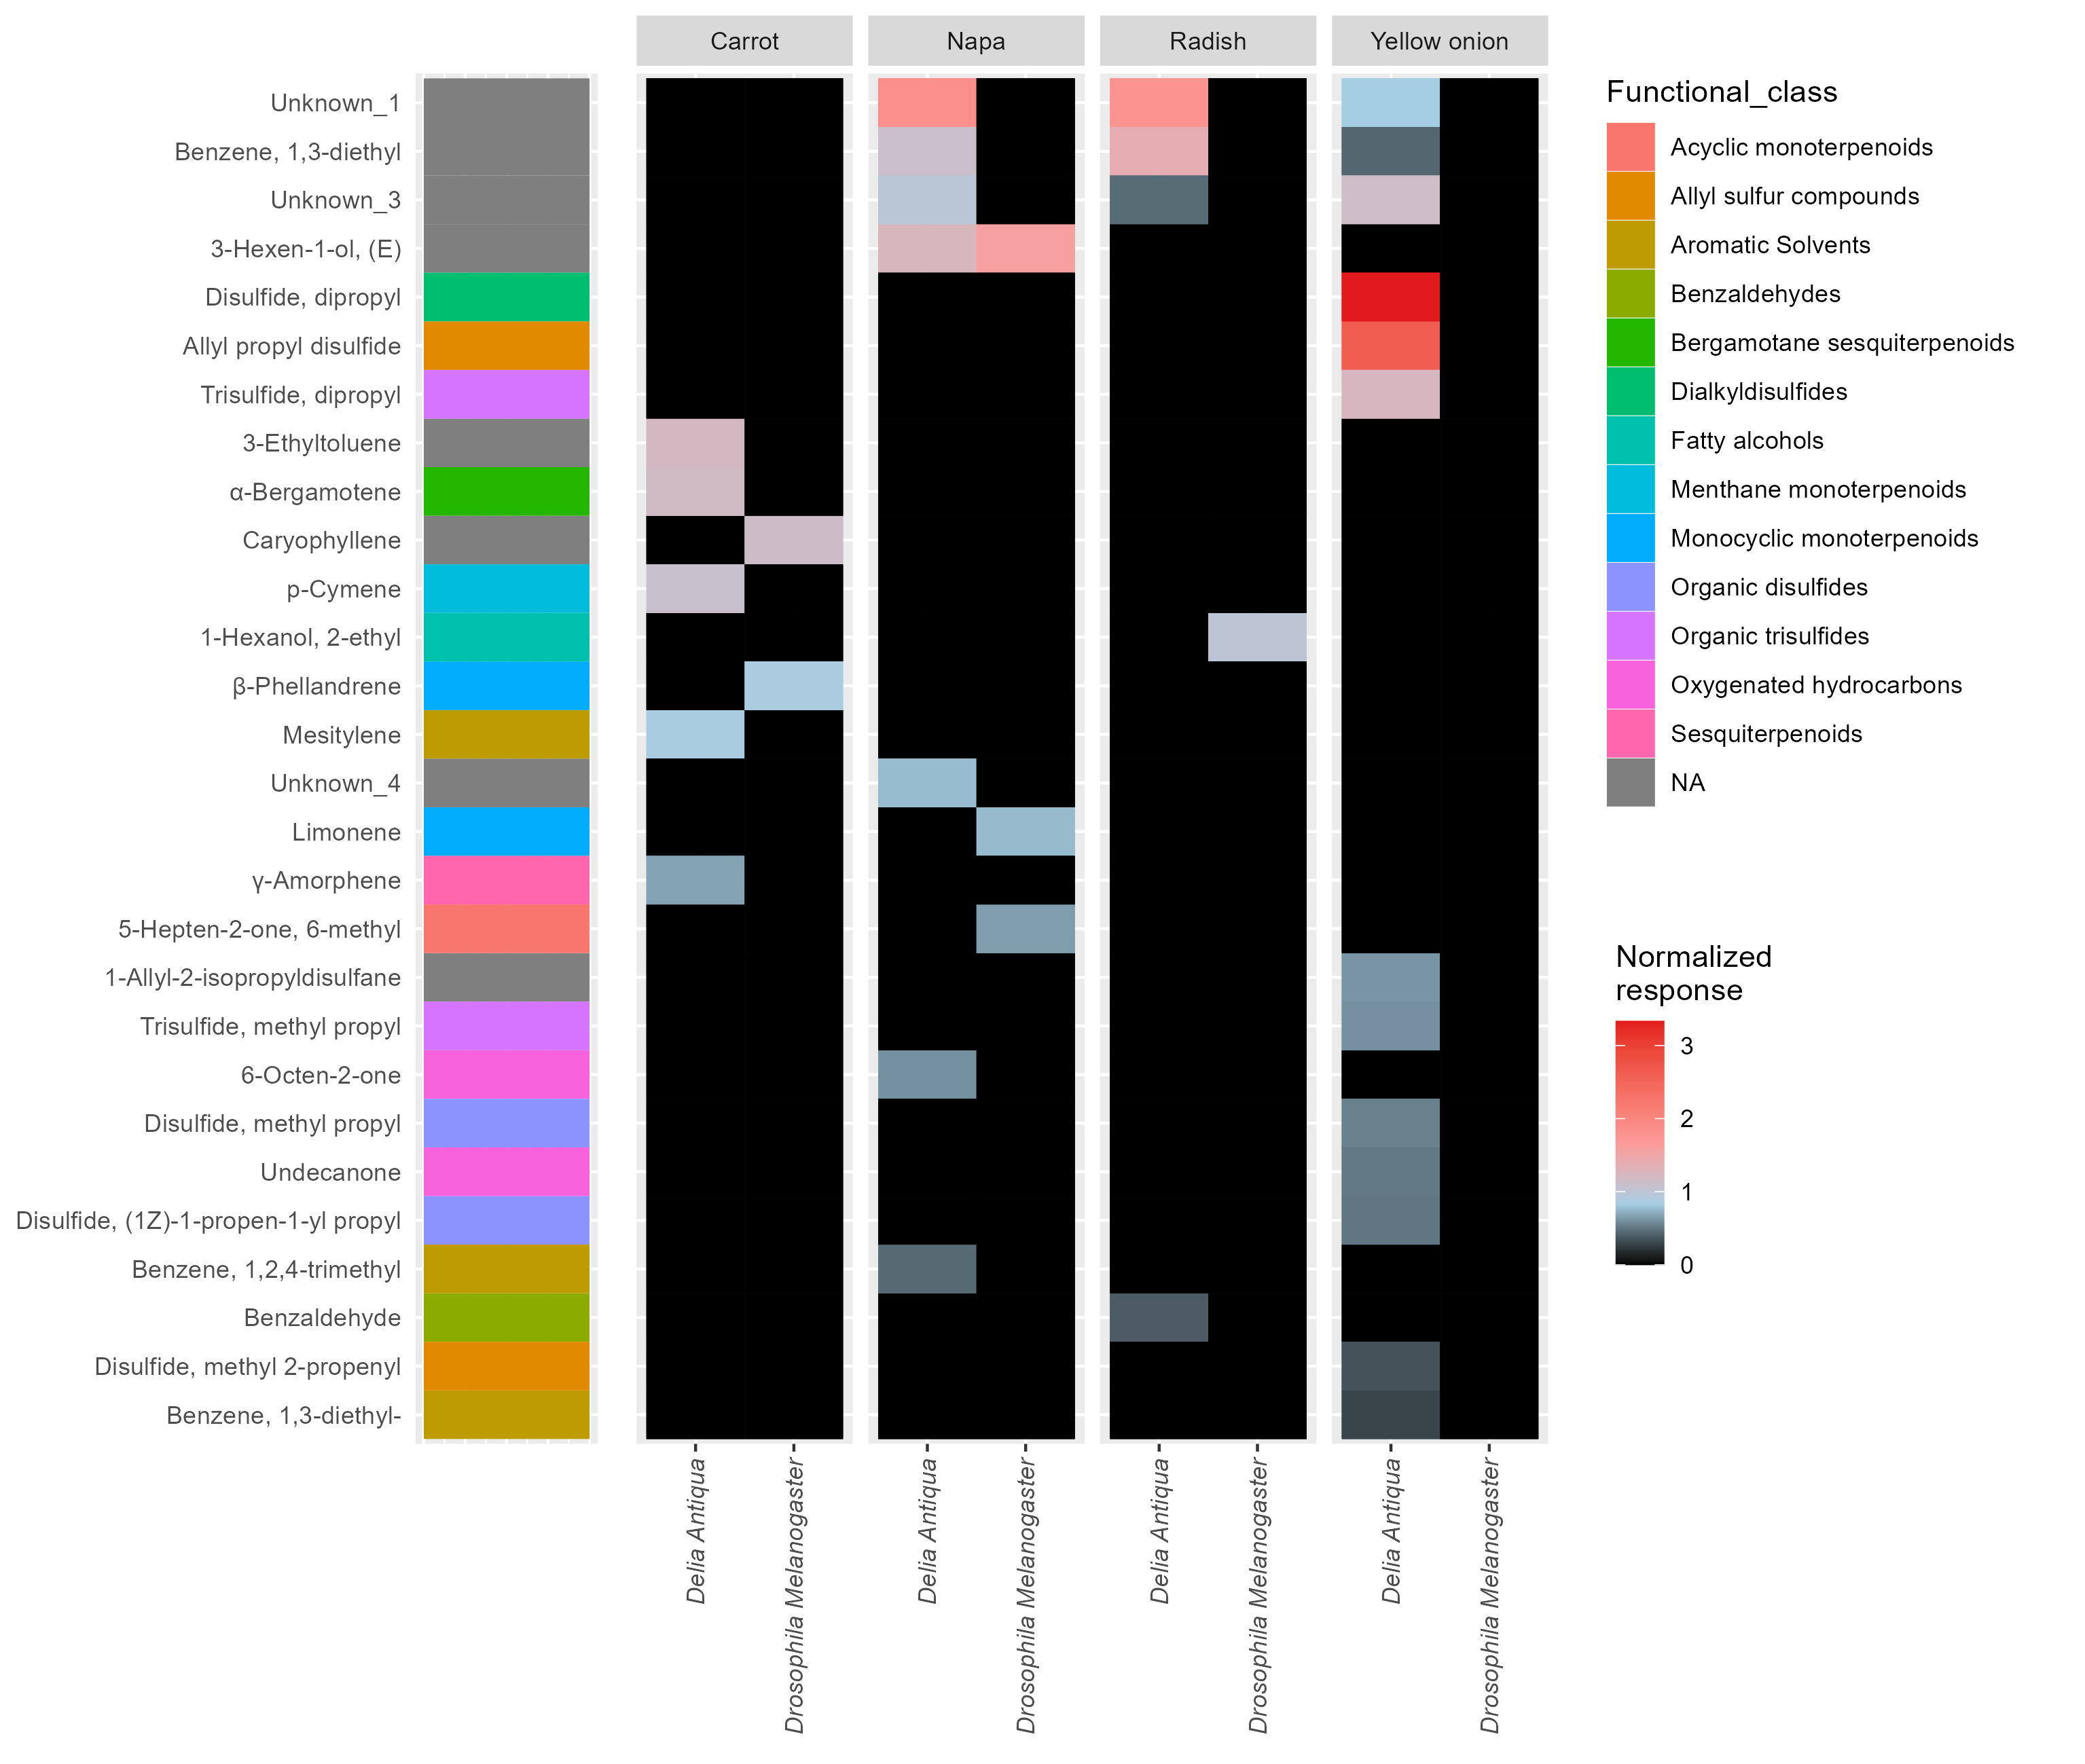 Carrot
Napa
Radish
Yellow onion
Unknown_1
Benzene, 1,3-diethyl
Unknown_3
3-Hexen-1-ol, (E)
Disulfide, dipropyl
Allyl propyl disulfide
Trisulfide, dipropyl
3-Ethyltoluene
α-Bergamotene
Caryophyllene
p-Cymene
1-Hexanol, 2-ethyl
β-Phellandrene
Mesitylene
Unknown_4
Limonene
γ-Amorphene
5-Hepten-2-one, 6-methyl
1-Allyl-2-isopropyldisulfane
Trisulfide, methyl propyl
6-Octen-2-one
Disulfide, methyl propyl
Undecanone
Disulfide, (1Z)-1-propen-1-yl propyl
Benzene, 1,2,4-trimethyl
Benzaldehyde
Disulfide, methyl 2-propenyl
Benzene, 1,3-diethyl-
Delia Antiqua
Drosophila Melanogaster
Delia Antiqua
Drosophila Melanogaster
Delia Antiqua
Drosophila Melanogaster
Delia Antiqua
Drosophila Melanogaster
Functional_class
Acyclic monoterpenoids
Allyl sulfur compounds
Aromatic Solvents
Benzaldehydes
Bergamotane sesquiterpenoids
Dialkyldisulfides
Fatty alcohols
Menthane monoterpenoids
Monocyclic monoterpenoids
Organic disulfides
Organic trisulfides
Oxygenated hydrocarbons
Sesquiterpenoids
NA
Normalized
response
3
2
1
0